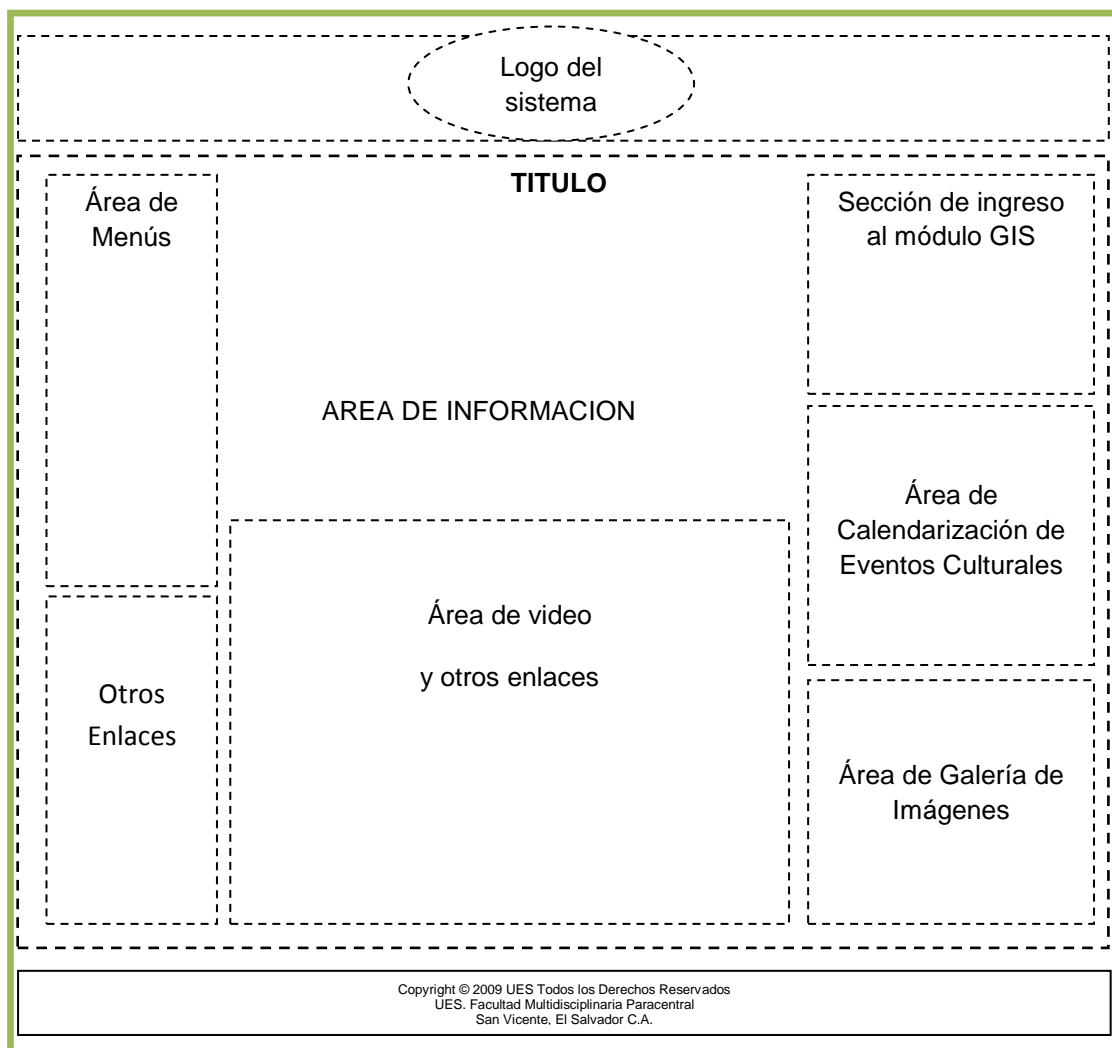 Logo del
sistema
TITULO
Área de
Menús
Sección de ingreso
al módulo GIS
AREA DE INFORMACION
Área de
Calendarización de
Eventos Culturales
Área de video
y otros enlaces
Otros
Enlaces
Área de Galería de
Imágenes
Copyright © 2009 UES Todos los Derechos Reservados
UES. Facultad Multidisciplinaria Paracentral
San Vicente, El Salvador C.A.